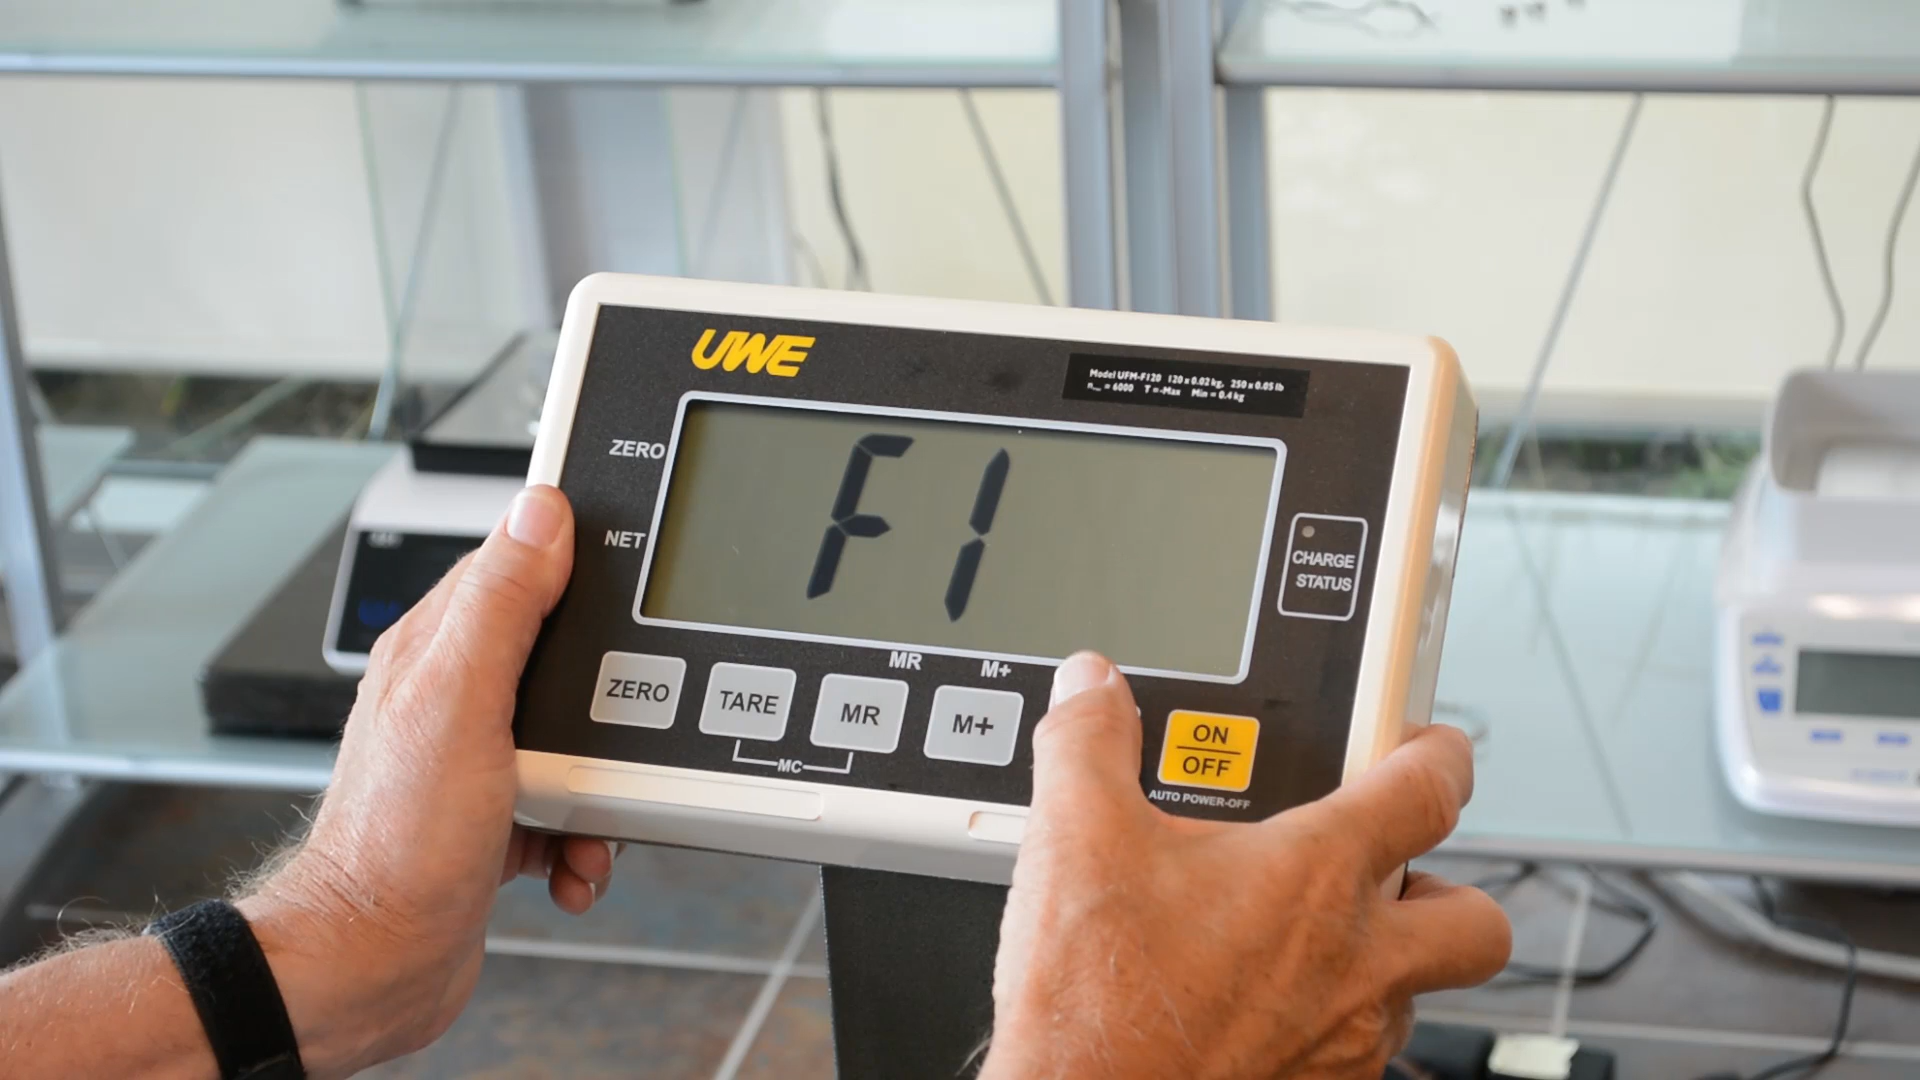 UWE
Model UFM-F120 120 x 0.02 kg, 250 x 0.05 lb
nmax = 6000 T = -Max Min = 0.4 kg
ZERO
F1
NET
CHARGE
STATUS
MR M+
ZERO TARE MR M+ ON
OFF
MC
AUTO POWER-OFF